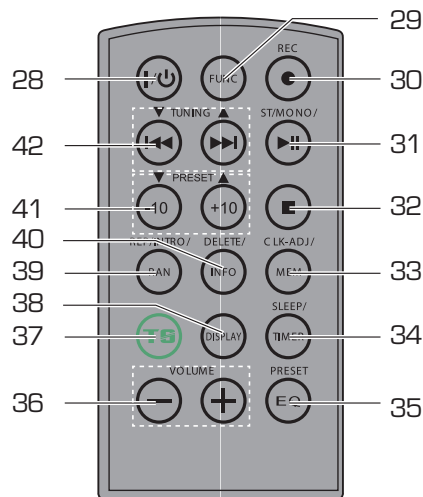 29
REC
28
I/
FUNC
30
TUNING
ST/MONO/
42
31
PRESET
41
-10
+10
32
40
REP/INTRO/
DELETE/
CLK-ADJ/
39
RAN
INFO
MEM
33
38
SLEEP/
37
TS
DISPLAY
TIMER
34
VOLUME
PRESET
36
−
+
EQ
35